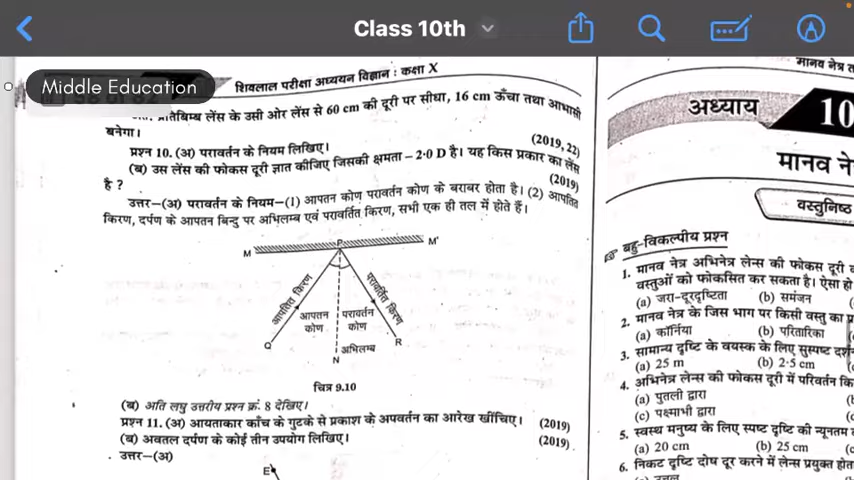 Class 10th
Middle Education
शिवलाल परीक्षा अध्ययन विज्ञान : कक्षा X
प्रतिबिम्ब लेंस के उसी ओर लेंस से 60 cm की दूरी पर सीधा, 16 cm ऊँचा तथा आभासी
बनेगा।
(2019, 22)
प्रश्न 10. (अ) परावर्तन के नियम लिखिए।
(ब) उस लेंस की फोकस दूरी ज्ञात कीजिए जिसकी क्षमता – 2·0 D है। यह किस प्रकार का लेंस
है ?
(2019)
उत्तर—(अ) परावर्तन के नियम—(1) आपतन कोण परावर्तन कोण के बराबर होता है। (2) आपतित
किरण, दर्पण के आपतन बिन्दु पर अभिलम्ब एवं परावर्तित किरण, सभी एक ही तल में होते हैं।
M
P
M'
आपतित किरण
परावर्तित किरण
आपतन
कोण
परावर्तन
कोण
Q
R
N
अभिलम्ब
चित्र 9.10
(ब) अति लघु उत्तरीय प्रश्न क्र. 8 देखिए।
प्रश्न 11. (अ) आयताकार काँच के गुटके से प्रकाश के अपवर्तन का आरेख खींचिए। (2019)
(ब) अवतल दर्पण के कोई तीन उपयोग लिखिए। (2019)
उत्तर—(अ)
E
मानव नेत्र
अध्याय 10
मानव ने
वस्तुनिष्ठ
बहु-विकल्पीय प्रश्न
1. मानव नेत्र अभिनेत्र लेन्स की फोकस दूरी
वस्तुओं को फोकसित कर सकता है। ऐसा हो
(a) जरा-दूरदृष्टिता (b) समंजन
2. मानव नेत्र के जिस भाग पर किसी वस्तु का
(a) कॉर्निया (b) परितारिका
3. सामान्य दृष्टि के वयस्क के लिए सुस्पष्ट
(a) 25 m (b) 2·5 cm
4. अभिनेत्र लेन्स की फोकस दूरी में परिवर्तन
(a) पुतली द्वारा
(c) पक्ष्माभी द्वारा
5. स्वस्थ मनुष्य के लिए स्पष्ट दृष्टि की न्यूनतम
(a) 20 cm (b) 25 cm
6. निकट दृष्टि दोष दूर करने में लेन्स प्रयुक्त